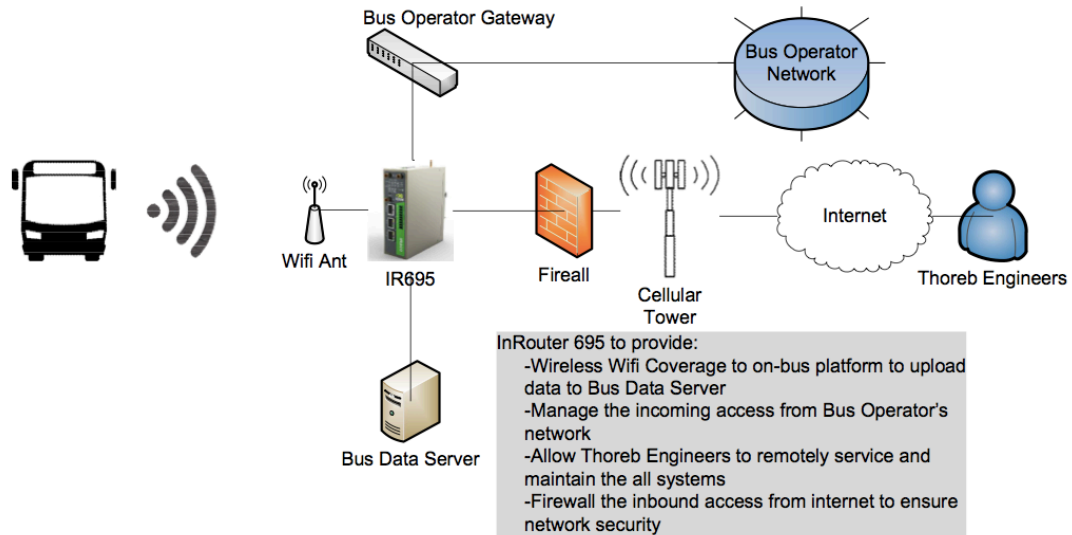 Bus Operator Gateway
Bus Operator
Network
Wifi Ant
IR695
Fireall
Cellular
Tower
Internet
Thoreb Engineers
Bus Data Server
InRouter 695 to provide:
-Wireless Wifi Coverage to on-bus platform to upload
data to Bus Data Server
-Manage the incoming access from Bus Operator's
network
-Allow Thoreb Engineers to remotely service and
maintain the all systems
-Firewall the inbound access from internet to ensure
network security